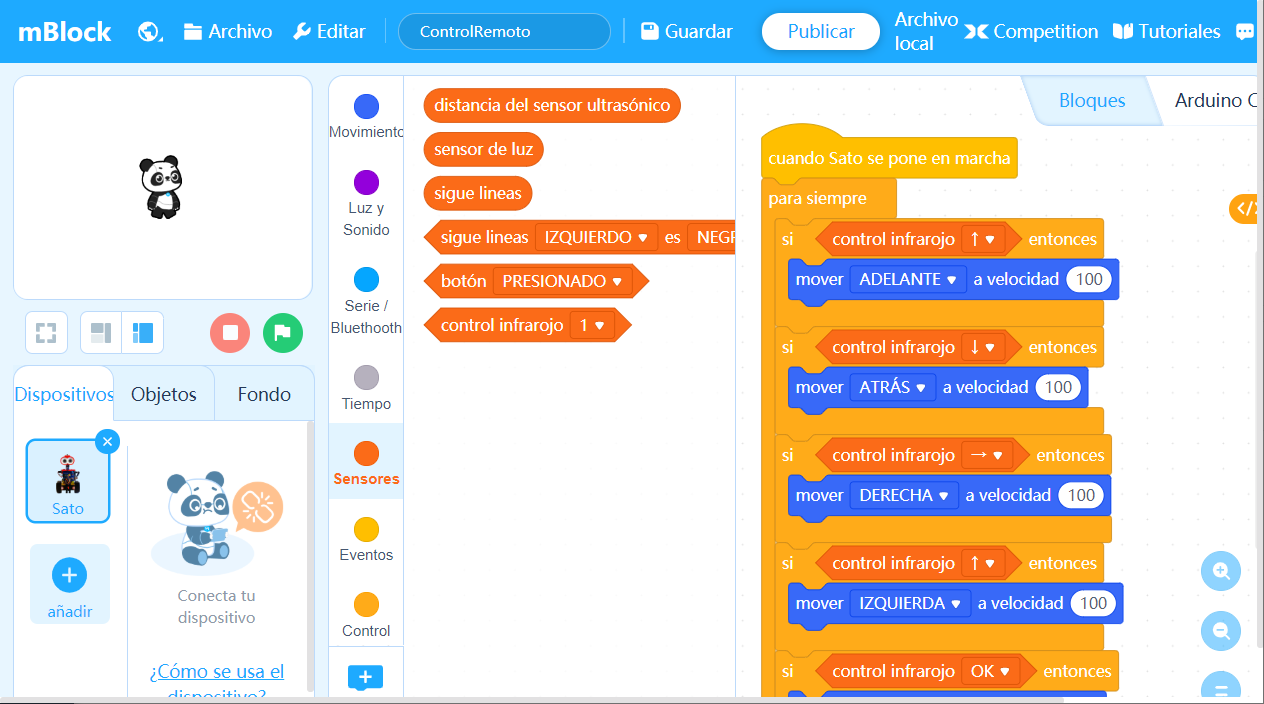 mBlock
Archivo
Editar
ControlRemoto
Guardar
Publicar
Archivo
local
Competition
Tutoriales
Movimiento
Luz y
Sonido
Serie /
Bluethooth
Tiempo
Sensores
Eventos
Control
distancia del sensor ultrasónico
sensor de luz
sigue lineas
sigue lineas IZQUIERDO ▼ es NEGR
botón PRESIONADO ▼
control infrarojo 1 ▼
Bloques
Arduino C
</>
cuando Sato se pone en marcha
para siempre
si control infrarojo ↑ ▼ entonces
mover ADELANTE ▼ a velocidad 100
si control infrarojo ↓ ▼ entonces
mover ATRÁS ▼ a velocidad 100
si control infrarojo → ▼ entonces
mover DERECHA ▼ a velocidad 100
si control infrarojo ↑ ▼ entonces
mover IZQUIERDA ▼ a velocidad 100
si control infrarojo OK ▼ entonces
Dispositivos
Objetos
Fondo
Sato
añadir
Conecta tu
dispositivo
¿Cómo se usa el
dispositivo?